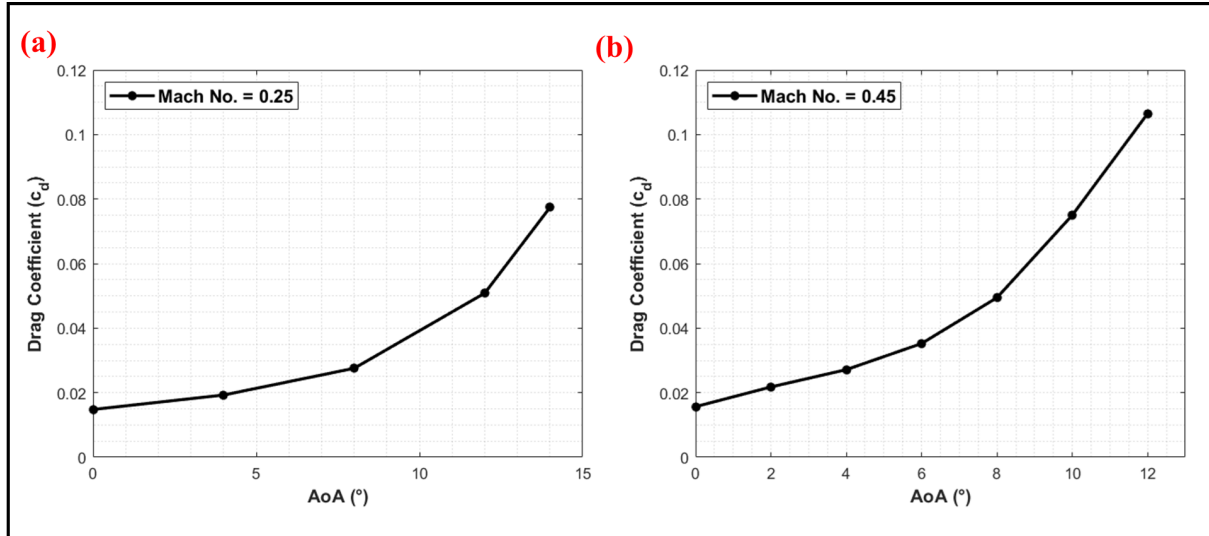 (a)
0.12
0.1
0.08
0.06
0.04
0.02
0
Drag Coefficient (c_d)
Mach No. = 0.25
0 5 10 15
AoA (°)
(b)
0.12
0.1
0.08
0.06
0.04
0.02
0
Drag Coefficient (c_d)
Mach No. = 0.45
0 2 4 6 8 10 12
AoA (°)